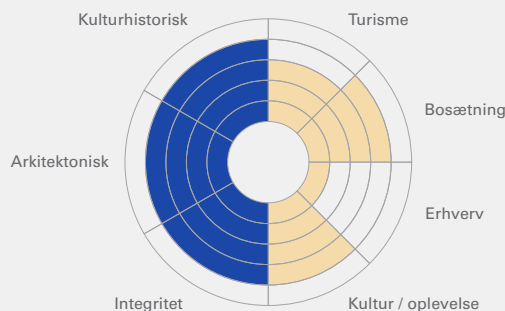 Kulturhistorisk
Turisme
Bosætning
Arkitektonisk
Erhverv
Integritet
Kultur / oplevelse